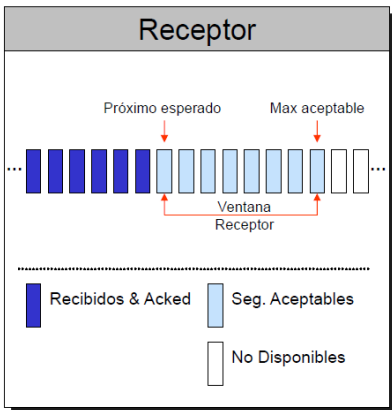 Receptor
Próximo esperado Max aceptable
... ...
Ventana
Receptor
Recibidos & Acked Seg. Aceptables
No Disponibles